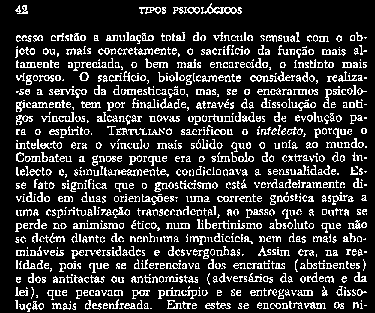 42 TIPOS PSICOLÓGICOS
cesso cristão a anulação total do vínculo sensual com o ob-
jeto ou, mais concretamente, o sacrifício da função mais al-
tamente apreciada, o bem mais encarecido, o instinto mais
vigoroso. O sacrifício, biologicamente considerado, realiza-
-se a serviço da domesticação, mas, se o encararmos psicolo-
gicamente, tem por finalidade, através da dissolução de anti-
gos vínculos, alcançar novas oportunidades de evolução pa-
ra o espírito. TERTULIANO sacrificou o intelecto, porque o
intelecto era o vínculo mais sólido que o unia ao mundo.
Combateu a gnose porque era o símbolo do extravio do in-
telecto e, simultaneamente, condicionava a sensualidade. Es-
se fato significa que o gnosticismo está verdadeiramente di-
vidido em duas orientações: uma corrente gnóstica aspira a
uma espiritualização transcendental, ao passo que a outra se
perde no animismo ético, num libertinismo absoluto que não
se detém diante de nenhuma impudicícia, nem das mais abo-
mináveis perversidades e desvergonhas. Assim era, na rea-
lidade, pois que se diferenciava dos encratitas (abstinentes)
e dos antitactas ou antinomistas (adversários da ordem e da
lei), que pecavam por princípio e se entregavam à disso-
lução mais desenfreada. Entre estes se encontravam os ni-